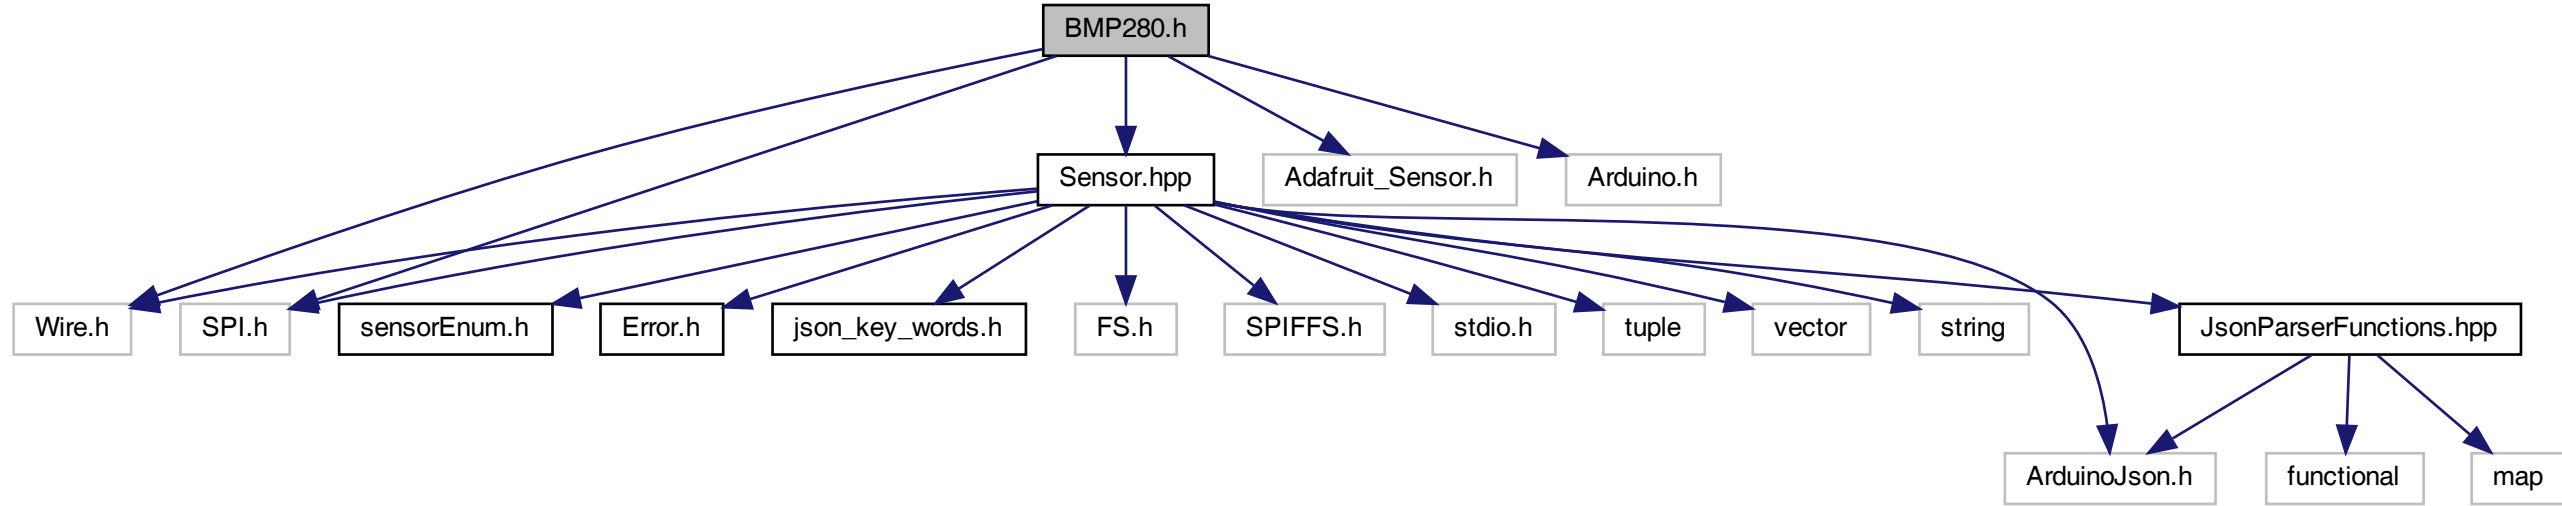 BMP280.h
Sensor.hpp
Adafruit_Sensor.h
Arduino.h
Wire.h
SPI.h
sensorEnum.h
Error.h
json_key_words.h
FS.h
SPIFFS.h
stdio.h
tuple
vector
string
JsonParserFunctions.hpp
ArduinoJson.h
functional
map